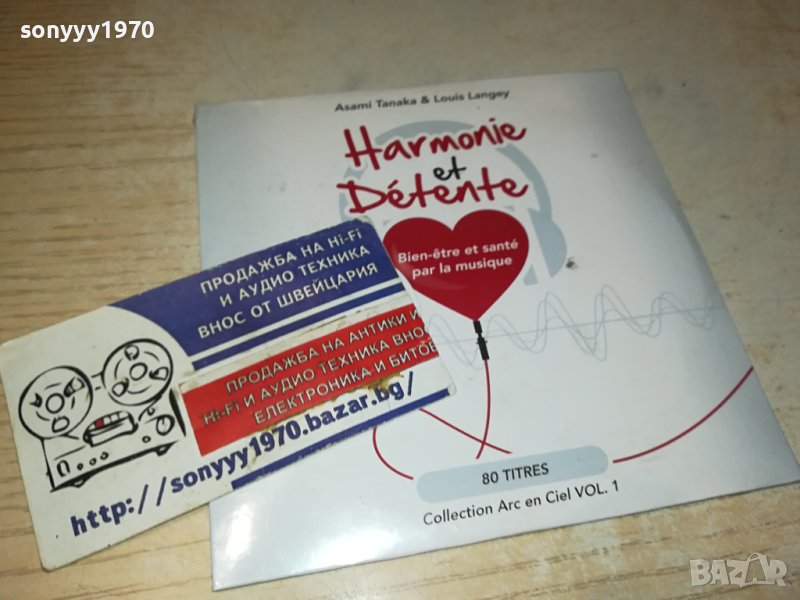 sonyyy1970
Asami Tanaka & Louis Langey
Harmonie
et
Détente
Bien-être et santé
par la musique
80 TITRES
Collection Arc en Ciel VOL. 1
ПРОДАЖБА НА Hi-Fi
И АУДИО ТЕХНИКА
ВНОС ОТ ШВЕЙЦАРИЯ
ПРОДАЖБА НА АНТИКИ И
Hi-Fi И АУДИО ТЕХНИКА ВНОС
ЕЛЕКТРОНИКА И БИТОВ
http://sonyyy1970.bazar.bg/
BAZAR